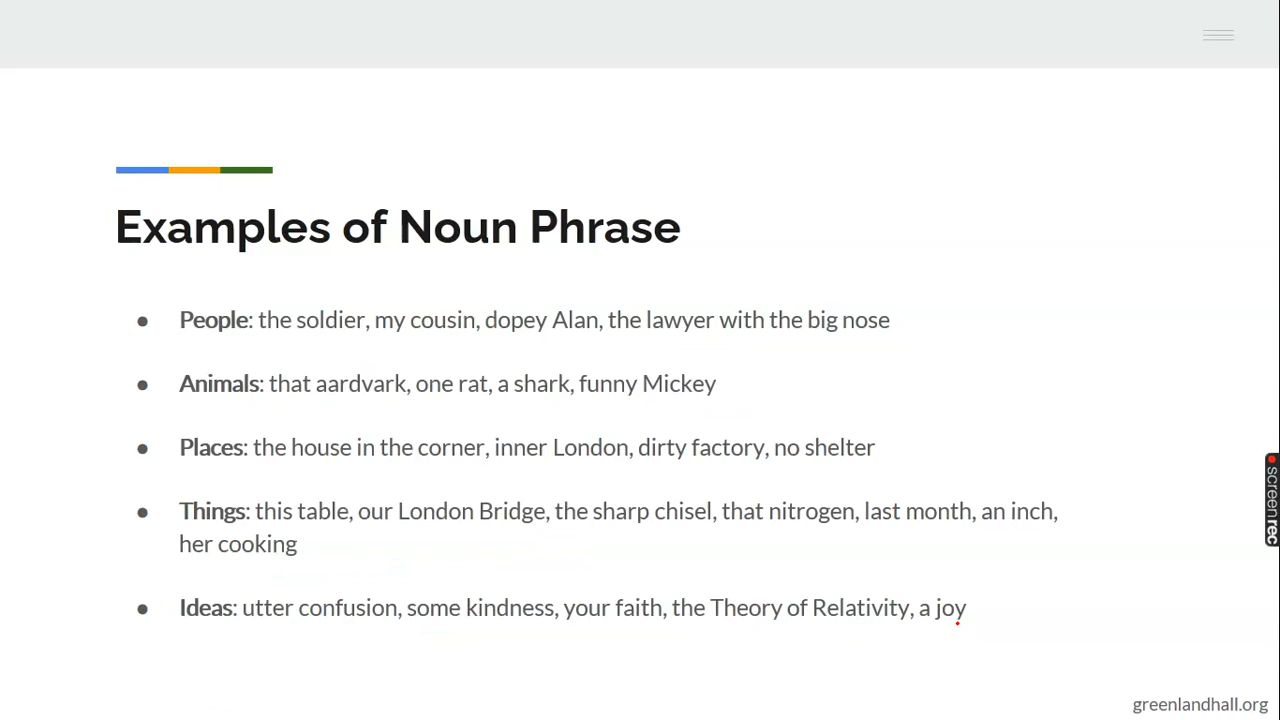 Examples of Noun Phrase
● People: the soldier, my cousin, dopey Alan, the lawyer with the big nose
● Animals: that aardvark, one rat, a shark, funny Mickey
● Places: the house in the corner, inner London, dirty factory, no shelter
● Things: this table, our London Bridge, the sharp chisel, that nitrogen, last month, an inch,
her cooking
● Ideas: utter confusion, some kindness, your faith, the Theory of Relativity, a joy
screenrec
greenlandhall.org